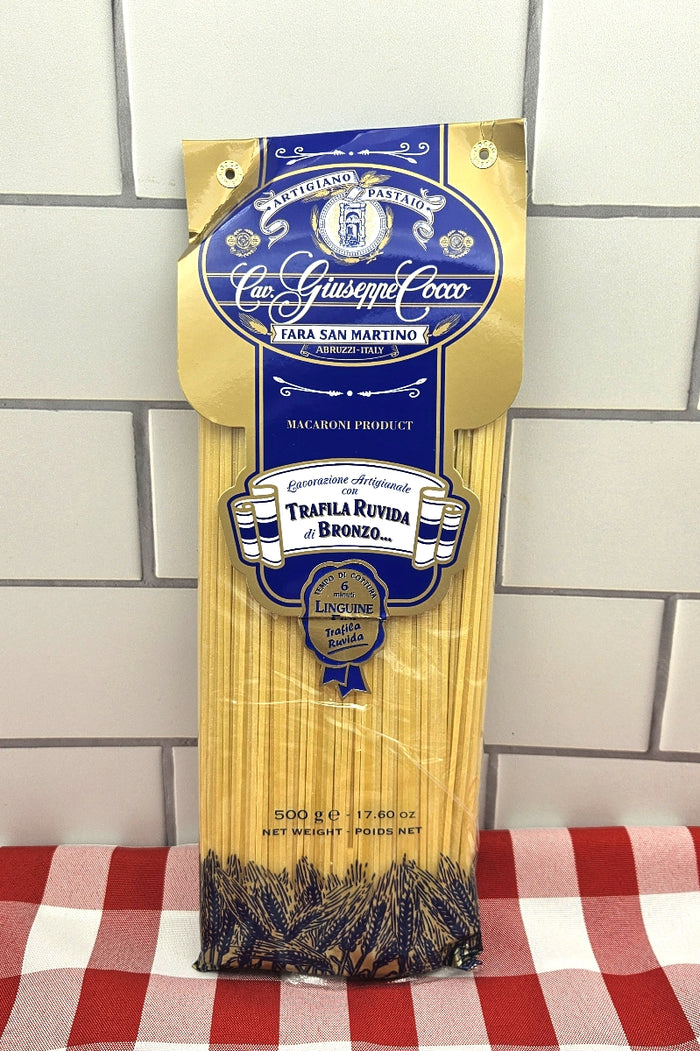 ARTIGIANO PASTAIO
Cav. Giuseppe Cocco
FARA SAN MARTINO
ABRUZZI-ITALY
MACARONI PRODUCT
Lavorazione Artigianale
con
TRAFILA RUVIDA
di BRONZO...
TEMPO DI COTTURA
6
minuti
LINGUINE
Trafila
Ruvida
500 g e - 17.60 OZ
NET WEIGHT - POIDS NET